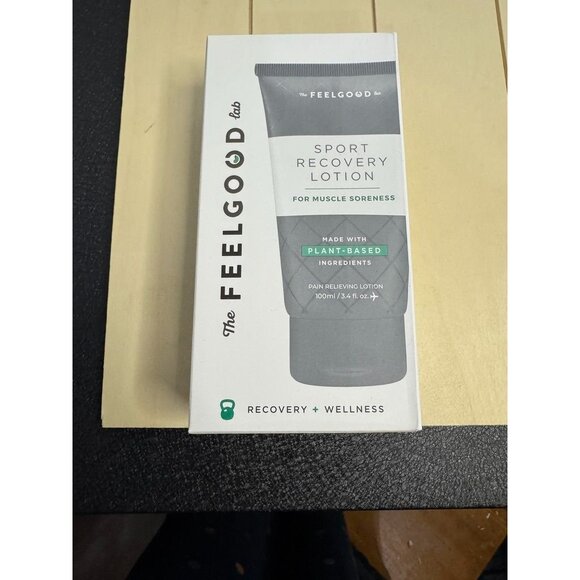 The FEELGOOD lab
The FEELGOOD lab
SPORT
RECOVERY
LOTION
FOR MUSCLE SORENESS
MADE WITH
PLANT-BASED
INGREDIENTS
PAIN RELIEVING LOTION
100ml / 3.4 fl. oz.
RECOVERY + WELLNESS